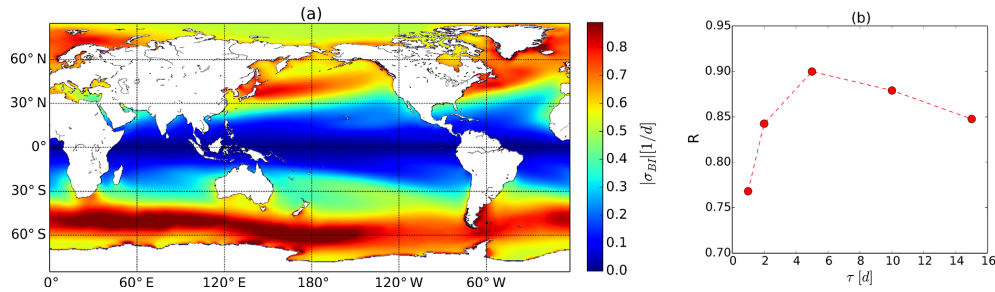 (a)
60° N
30° N
0°
30° S
60° S
0° 60° E 120° E 180° 120° W 60° W
0.8
0.7
0.6
0.5
0.4
0.3
0.2
0.1
0.0
|σ_BI|[1/d]
(b)
0.95
0.90
0.85
0.80
0.75
0.70
R
0 2 4 6 8 10 12 14 16
τ [d]